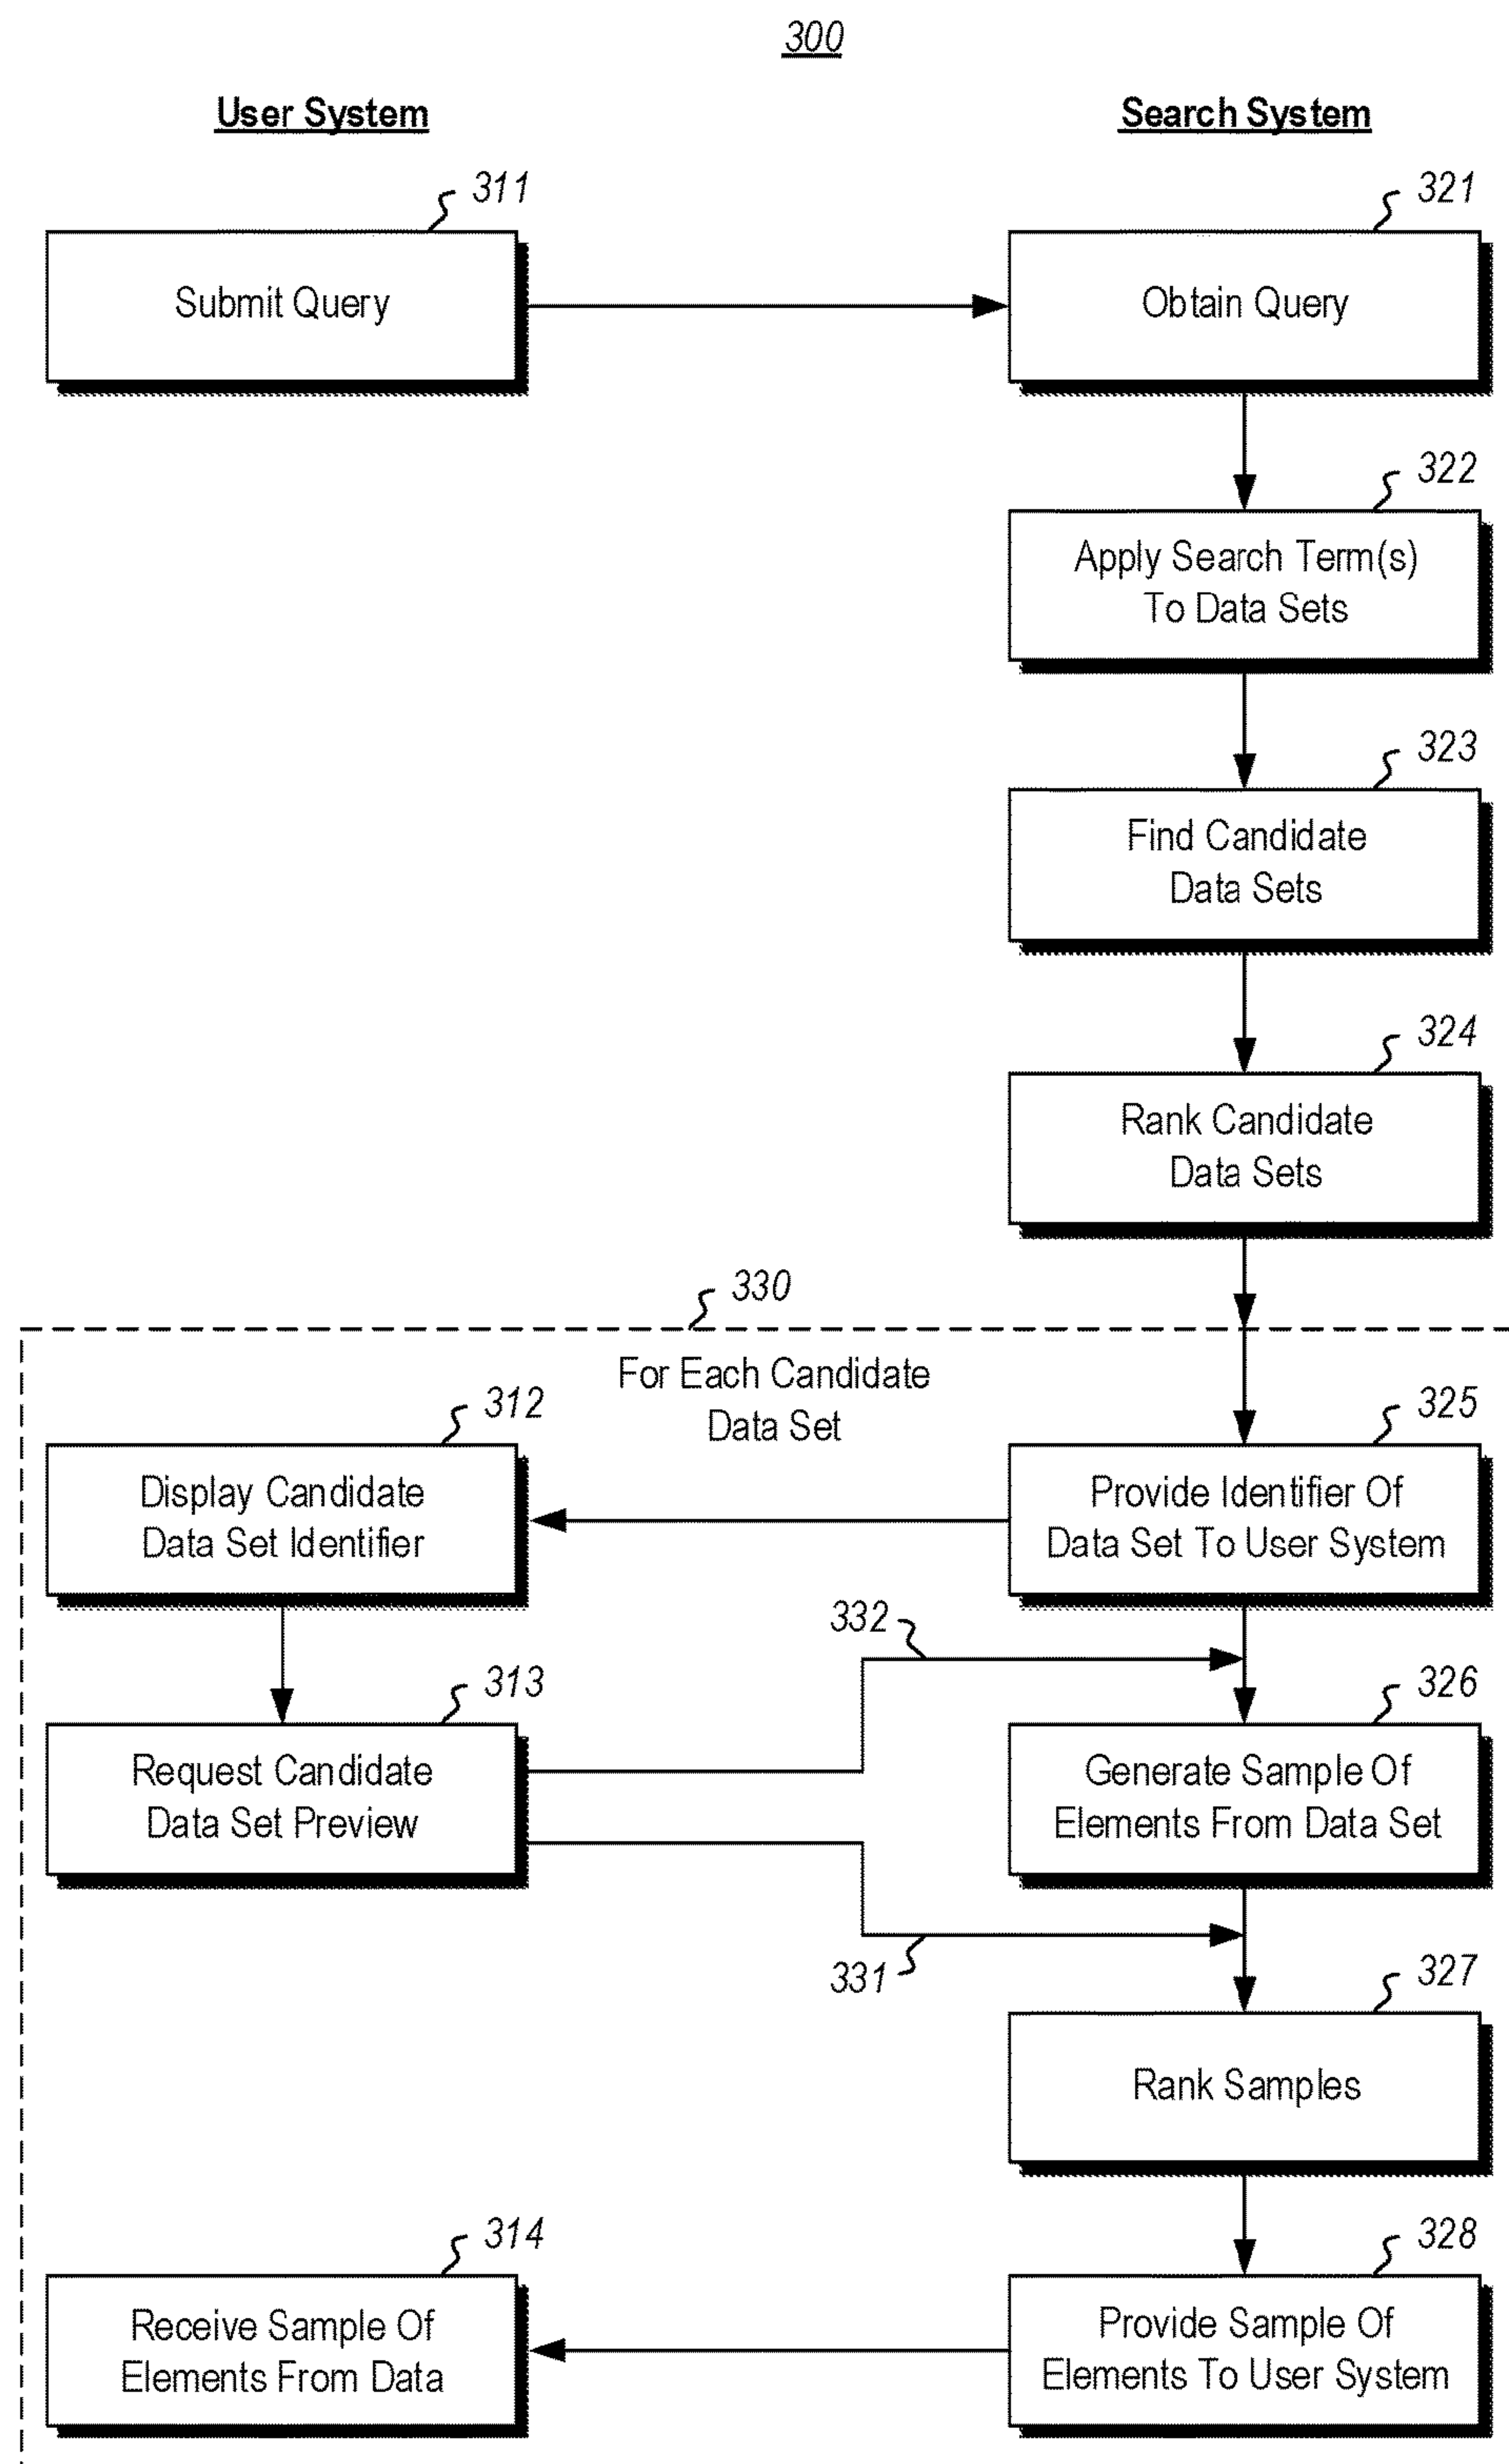 300
User System
Search System
311
321
Submit Query
Obtain Query
322
Apply Search Term(s)
To Data Sets
323
Find Candidate
Data Sets
324
Rank Candidate
Data Sets
330
For Each Candidate
Data Set
312
325
Display Candidate
Data Set Identifier
Provide Identifier Of
Data Set To User System
332
313
326
Request Candidate
Data Set Preview
Generate Sample Of
Elements From Data Set
331
327
Rank Samples
314
328
Receive Sample Of
Elements From Data
Provide Sample Of
Elements To User System